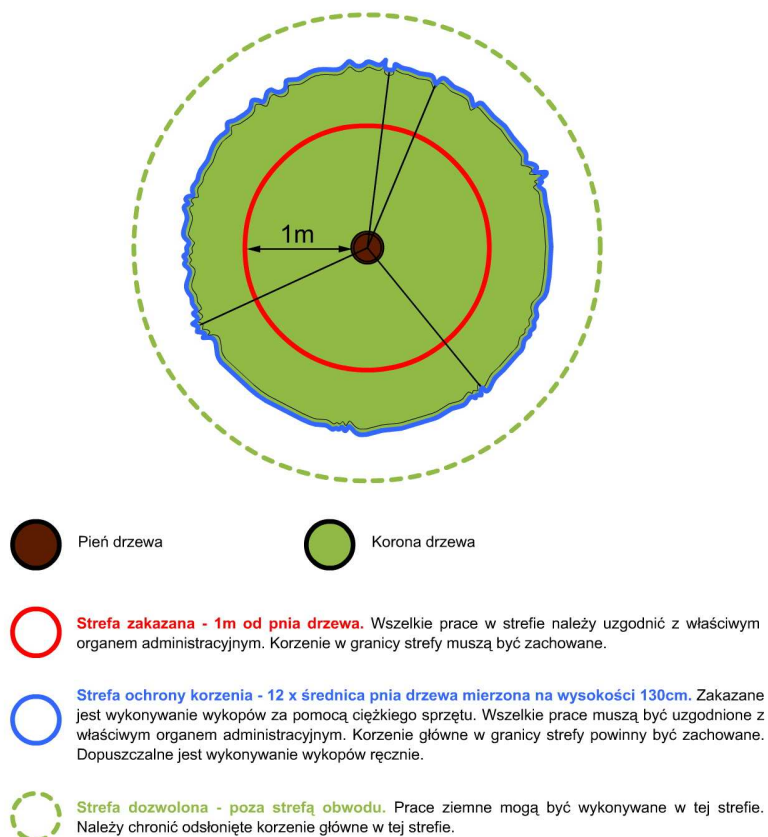 1m
Pień drzewa
Korona drzewa
Strefa zakazana - 1m od pnia drzewa. Wszelkie prace w strefie należy uzgodnić z właściwym
organem administracyjnym. Korzenie w granicy strefy muszą być zachowane.
Strefa ochrony korzenia - 12 x średnica pnia drzewa mierzona na wysokości 130cm. Zakazane
jest wykonywanie wykopów za pomocą ciężkiego sprzętu. Wszelkie prace muszą być uzgodnione z
właściwym organem administracyjnym. Korzenie główne w granicy strefy powinny być zachowane.
Dopuszczalne jest wykonywanie wykopów ręcznie.
Strefa dozwolona - poza strefą obwodu. Prace ziemne mogą być wykonywane w tej strefie.
Należy chronić odsłonięte korzenie główne w tej strefie.